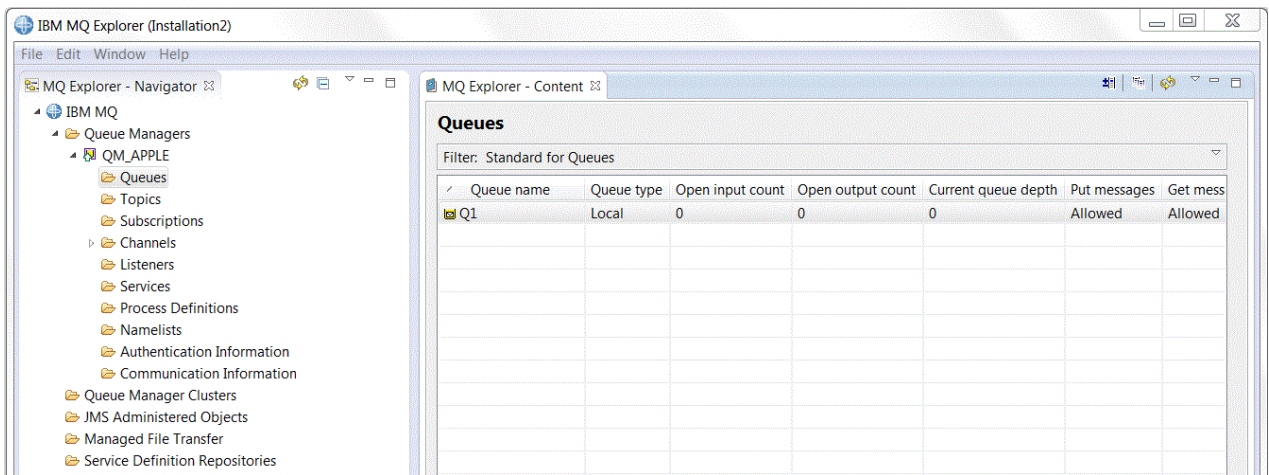 IBM MQ Explorer (Installation2)
File Edit Window Help
MQ Explorer - Navigator
IBM MQ
Queue Managers
QM_APPLE
Queues
Topics
Subscriptions
Channels
Listeners
Services
Process Definitions
Namelists
Authentication Information
Communication Information
Queue Manager Clusters
JMS Administered Objects
Managed File Transfer
Service Definition Repositories
MQ Explorer - Content
Queues
Filter: Standard for Queues
Queue name Queue type Open input count Open output count Current queue depth Put messages Get mess
Q1 Local 0 0 0 Allowed Allowed